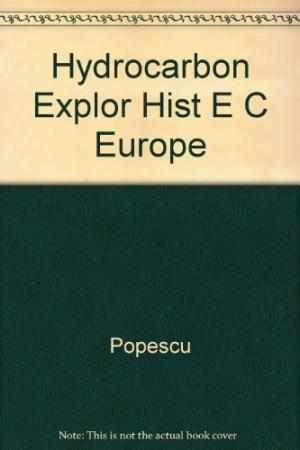 Hydrocarbon
Explor Hist E C
Europe
Popescu
Note: This is not the actual book cover